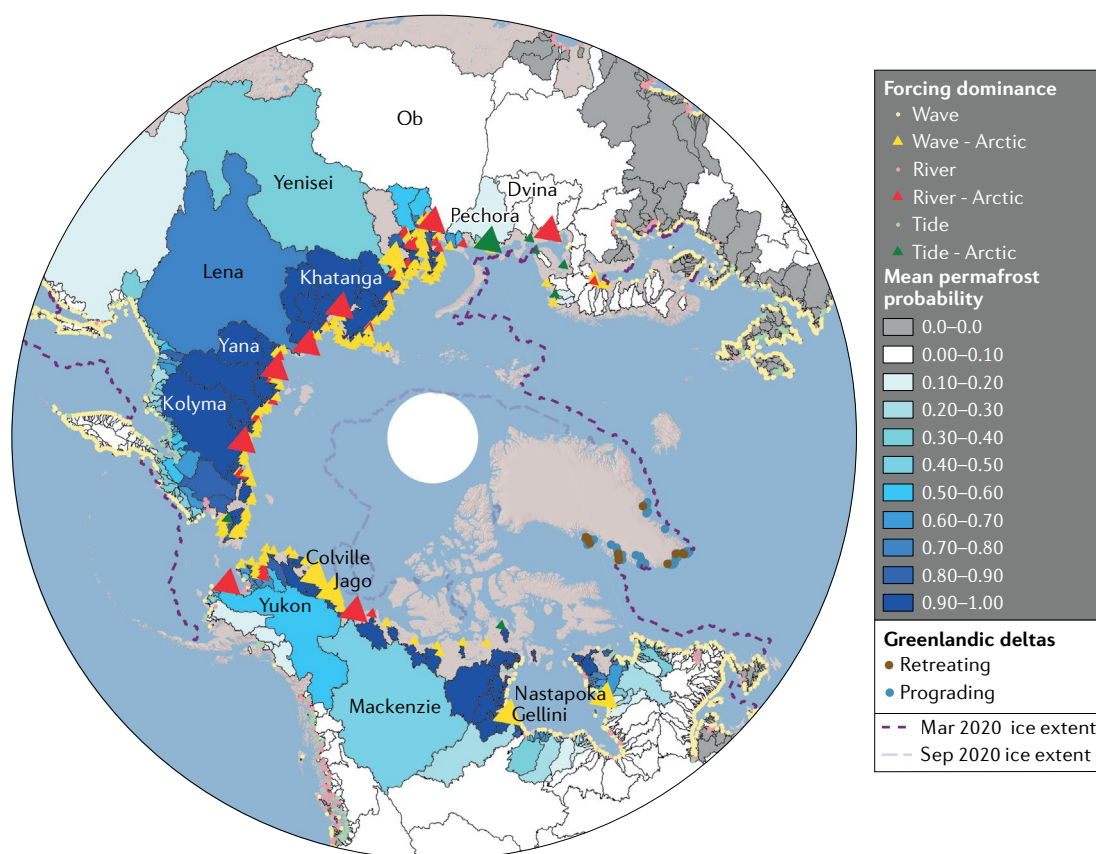 Ob
Yenisei
Dvina
Pechora
Lena
Khatanga
Yana
Kolyma
Colville
Jago
Yukon
Mackenzie
Nastapoka
Gellini
Forcing dominance
Wave
Wave - Arctic
River
River - Arctic
Tide
Tide - Arctic
Mean permafrost
probability
0.0–0.0
0.00–0.10
0.10–0.20
0.20–0.30
0.30–0.40
0.40–0.50
0.50–0.60
0.60–0.70
0.70–0.80
0.80–0.90
0.90–1.00
Greenlandic deltas
Retreating
Prograding
Mar 2020 ice extent
Sep 2020 ice extent